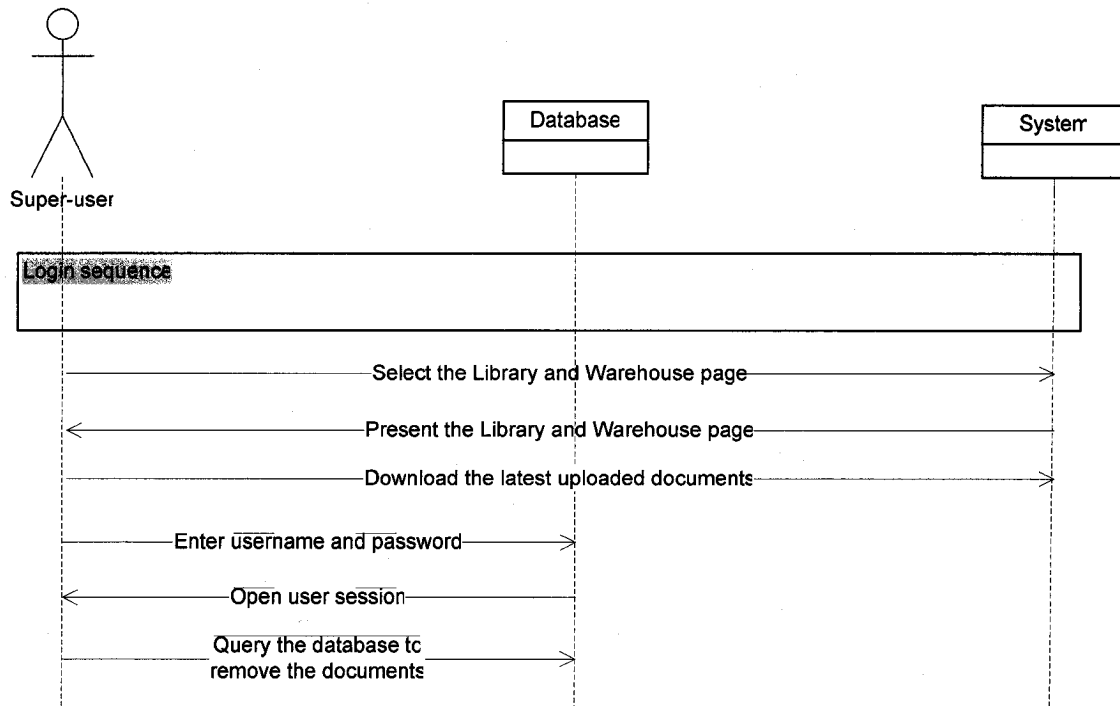 Database
System
Super-user
Login sequence
Select the Library and Warehouse page
Present the Library and Warehouse page
Download the latest uploaded documents
Enter username and password
Open user session
Query the database to
remove the documents